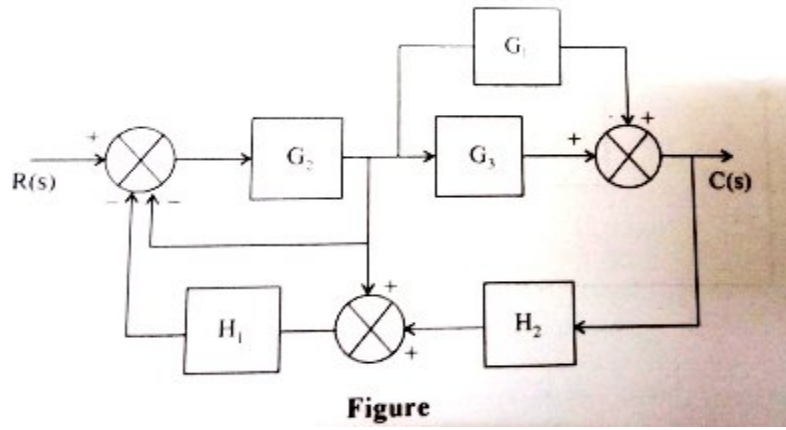 G₁
+
+
G₂
G₃
+
R(s)
C(s)
−
−
+
H₁
H₂
+
Figure